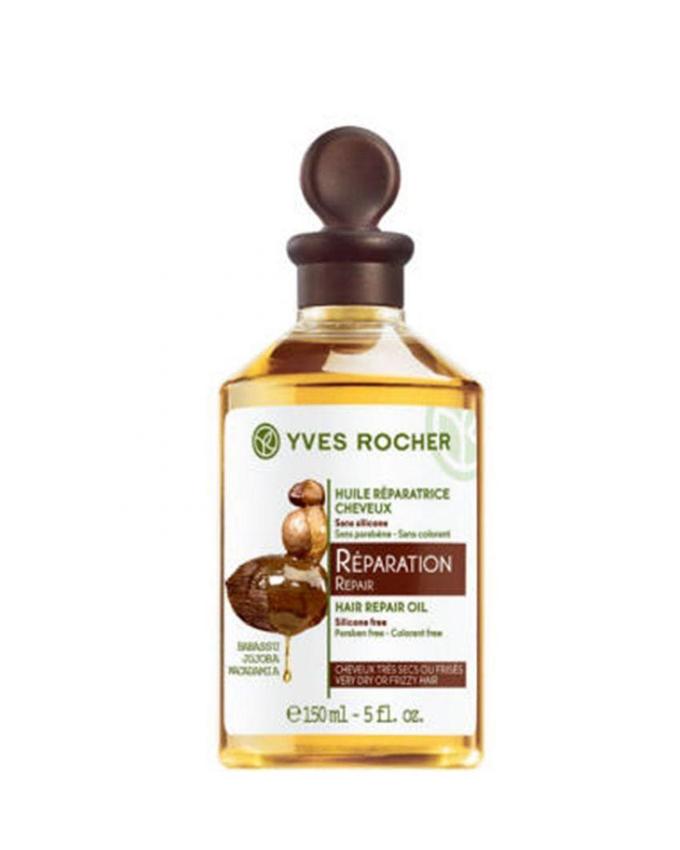 YVES ROCHER
HUILE RÉPARATRICE
CHEVEUX
Sans silicone
Sans parabène - Sans colorant
RÉPARATION
REPAIR
HAIR REPAIR OIL
Silicone free
Paraben free - Colorant free
BABASSU
JOJOBA
MACADAMIA
CHEVEUX TRÈS SECS OU FRISÉS
VERY DRY OR FRIZZY HAIR
e 150 ml - 5 fl. oz.